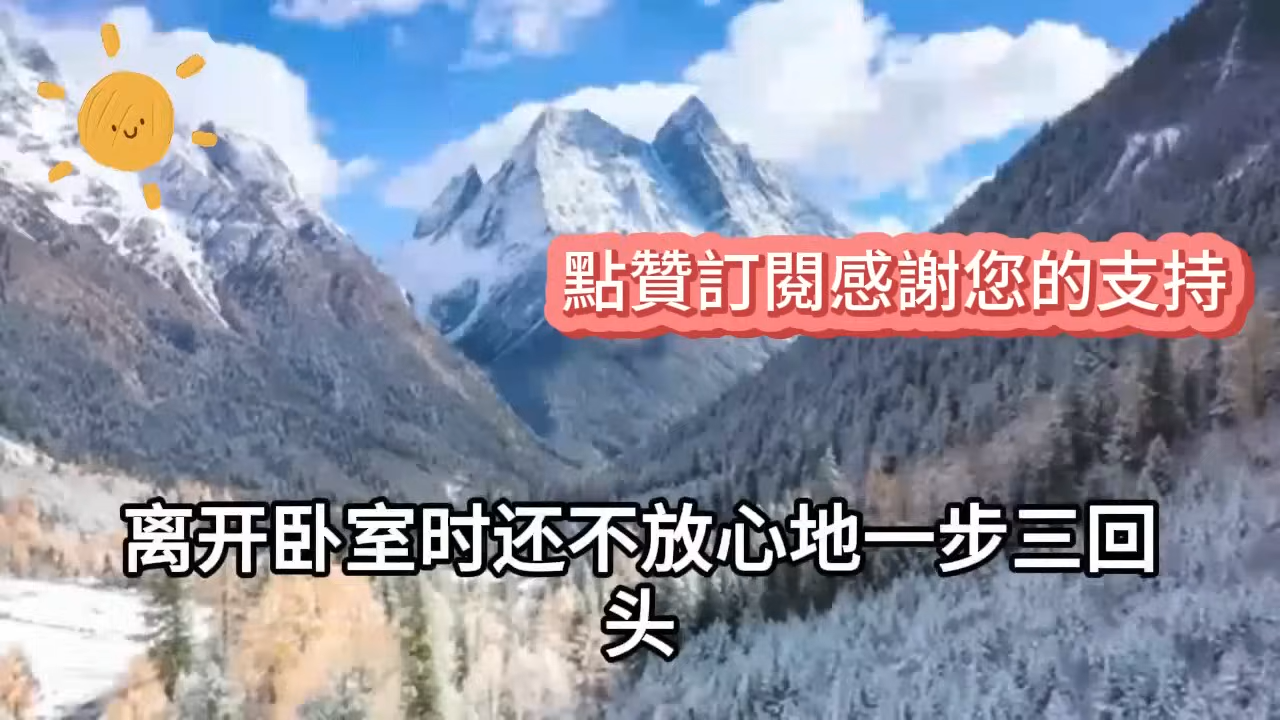 點贊訂閱感謝您的支持
离开卧室时还不放心地一步三回
头